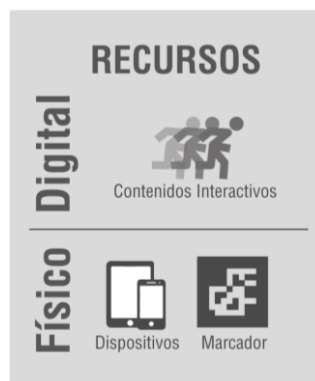 RECURSOS
Digital
Contenidos Interactivos
Físico
Dispositivos
Marcador